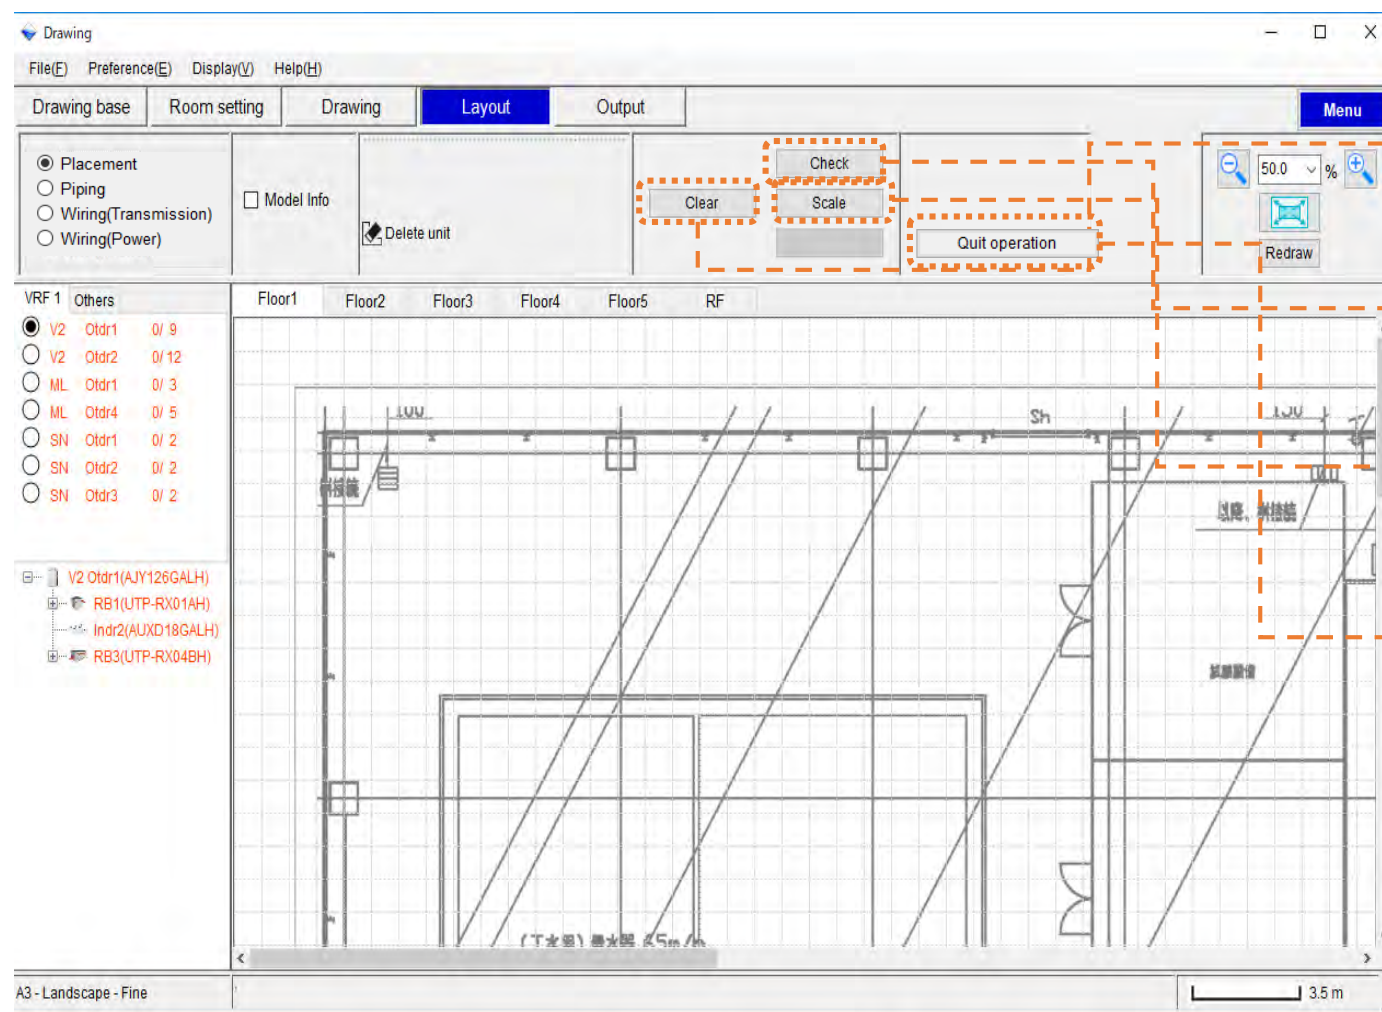 Drawing
File(F) Preference(E) Display(V) Help(H)
Drawing base Room setting Drawing Layout Output Menu
Placement
Piping
Wiring(Transmission)
Wiring(Power)
Model Info
Delete unit
Check
Clear Scale
Quit operation
50.0 %
Redraw
VRF 1 Others
V2 Otdr1 0/ 9
V2 Otdr2 0/ 12
ML Otdr1 0/ 3
ML Otdr4 0/ 5
SN Otdr1 0/ 2
SN Otdr2 0/ 2
SN Otdr3 0/ 2
V2 Otdr1(AJY126GALH)
RB1(UTP-RX01AH)
Indr2(AUXD18GALH)
RB3(UTP-RX04BH)
Floor1 Floor2 Floor3 Floor4 Floor5 RF
100 Sh 150
A3 - Landscape - Fine
3.5 m